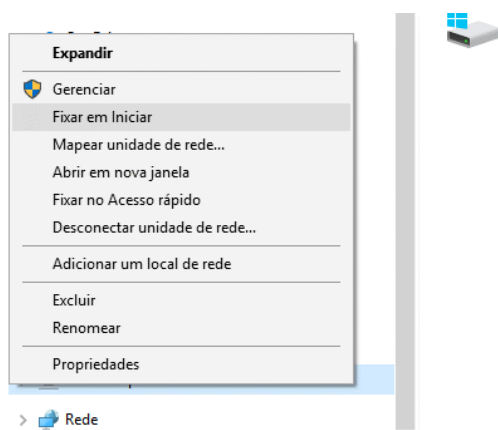 Expandir
Gerenciar
Fixar em Iniciar
Mapear unidade de rede...
Abrir em nova janela
Fixar no Acesso rápido
Desconectar unidade de rede...
Adicionar um local de rede
Excluir
Renomear
Propriedades
Rede